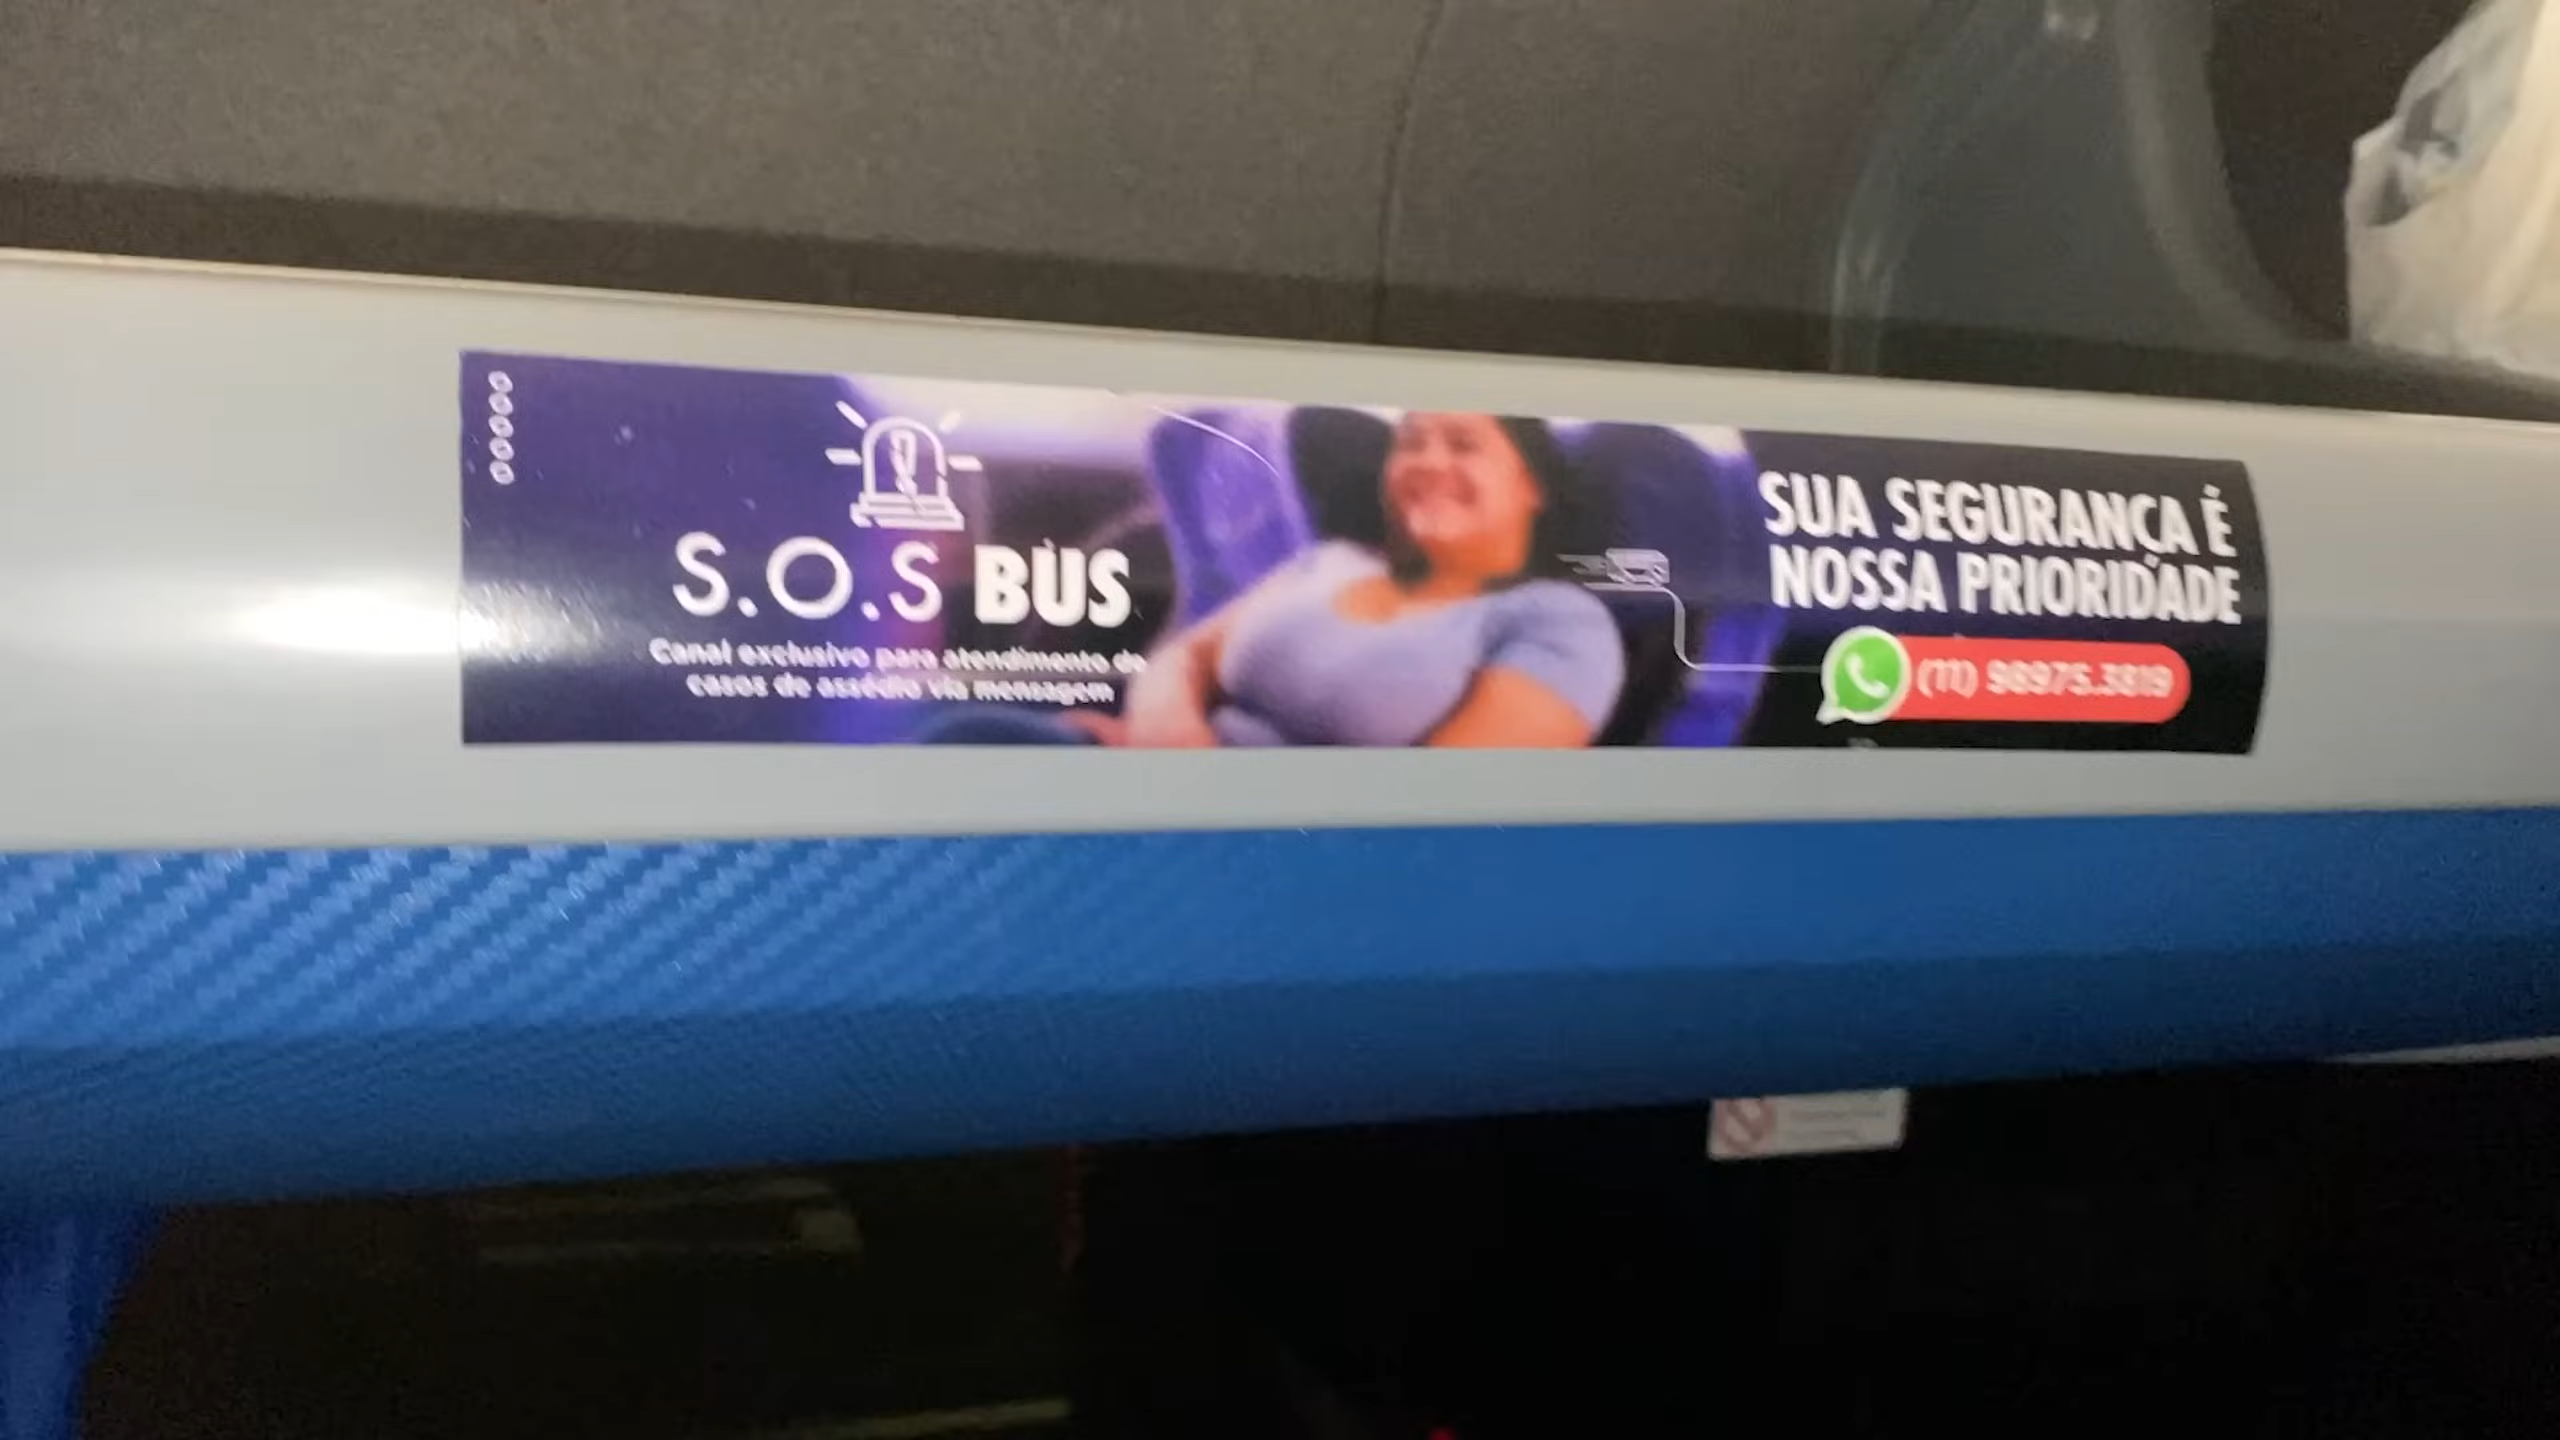 S.O.S BUS
Canal exclusivo para atendimento de
casos de assédio via mensagem
SUA SEGURANÇA É
NOSSA PRIORIDADE
(11) 98975.3819